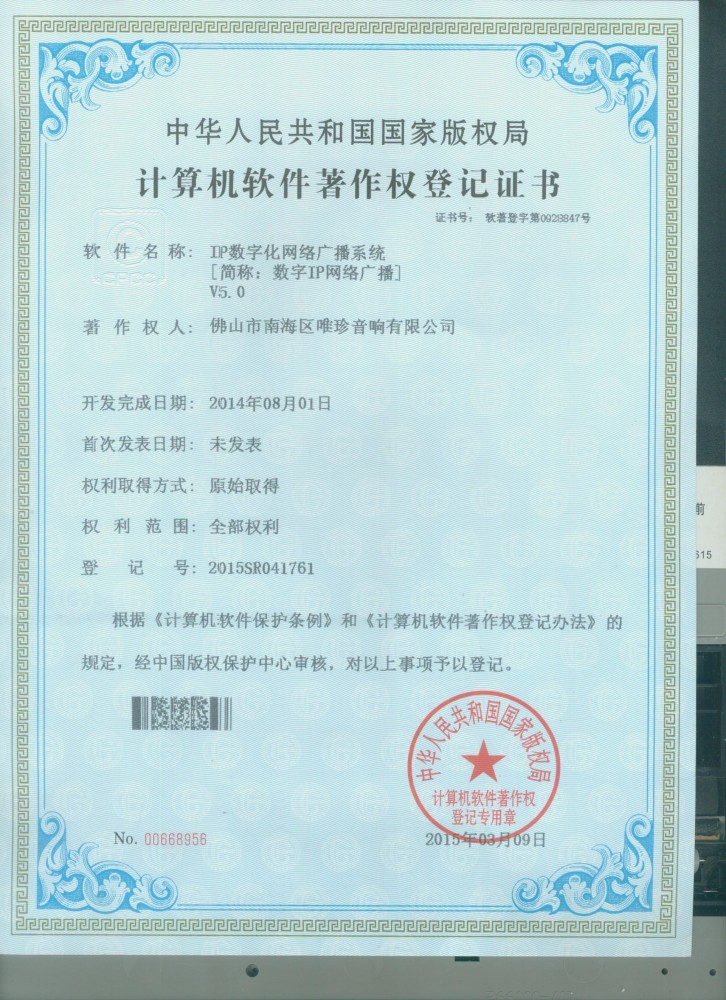 中华人民共和国国家版权局
计算机软件著作权登记证书
证书号： 软著登字第0928847号
软件名称： IP数字化网络广播系统
[简称：数字IP网络广播]
V5.0
著作权人： 佛山市南海区唯珍音响有限公司
开发完成日期： 2014年08月01日
首次发表日期： 未发表
权利取得方式： 原始取得
权利范围： 全部权利
登记号： 2015SR041761
根据《计算机软件保护条例》和《计算机软件著作权登记办法》的
规定，经中国版权保护中心审核，对以上事项予以登记。
中华人民共和国国家版权局
计算机软件著作权
登记专用章
No. 00668956
2015年03月09日
前
615